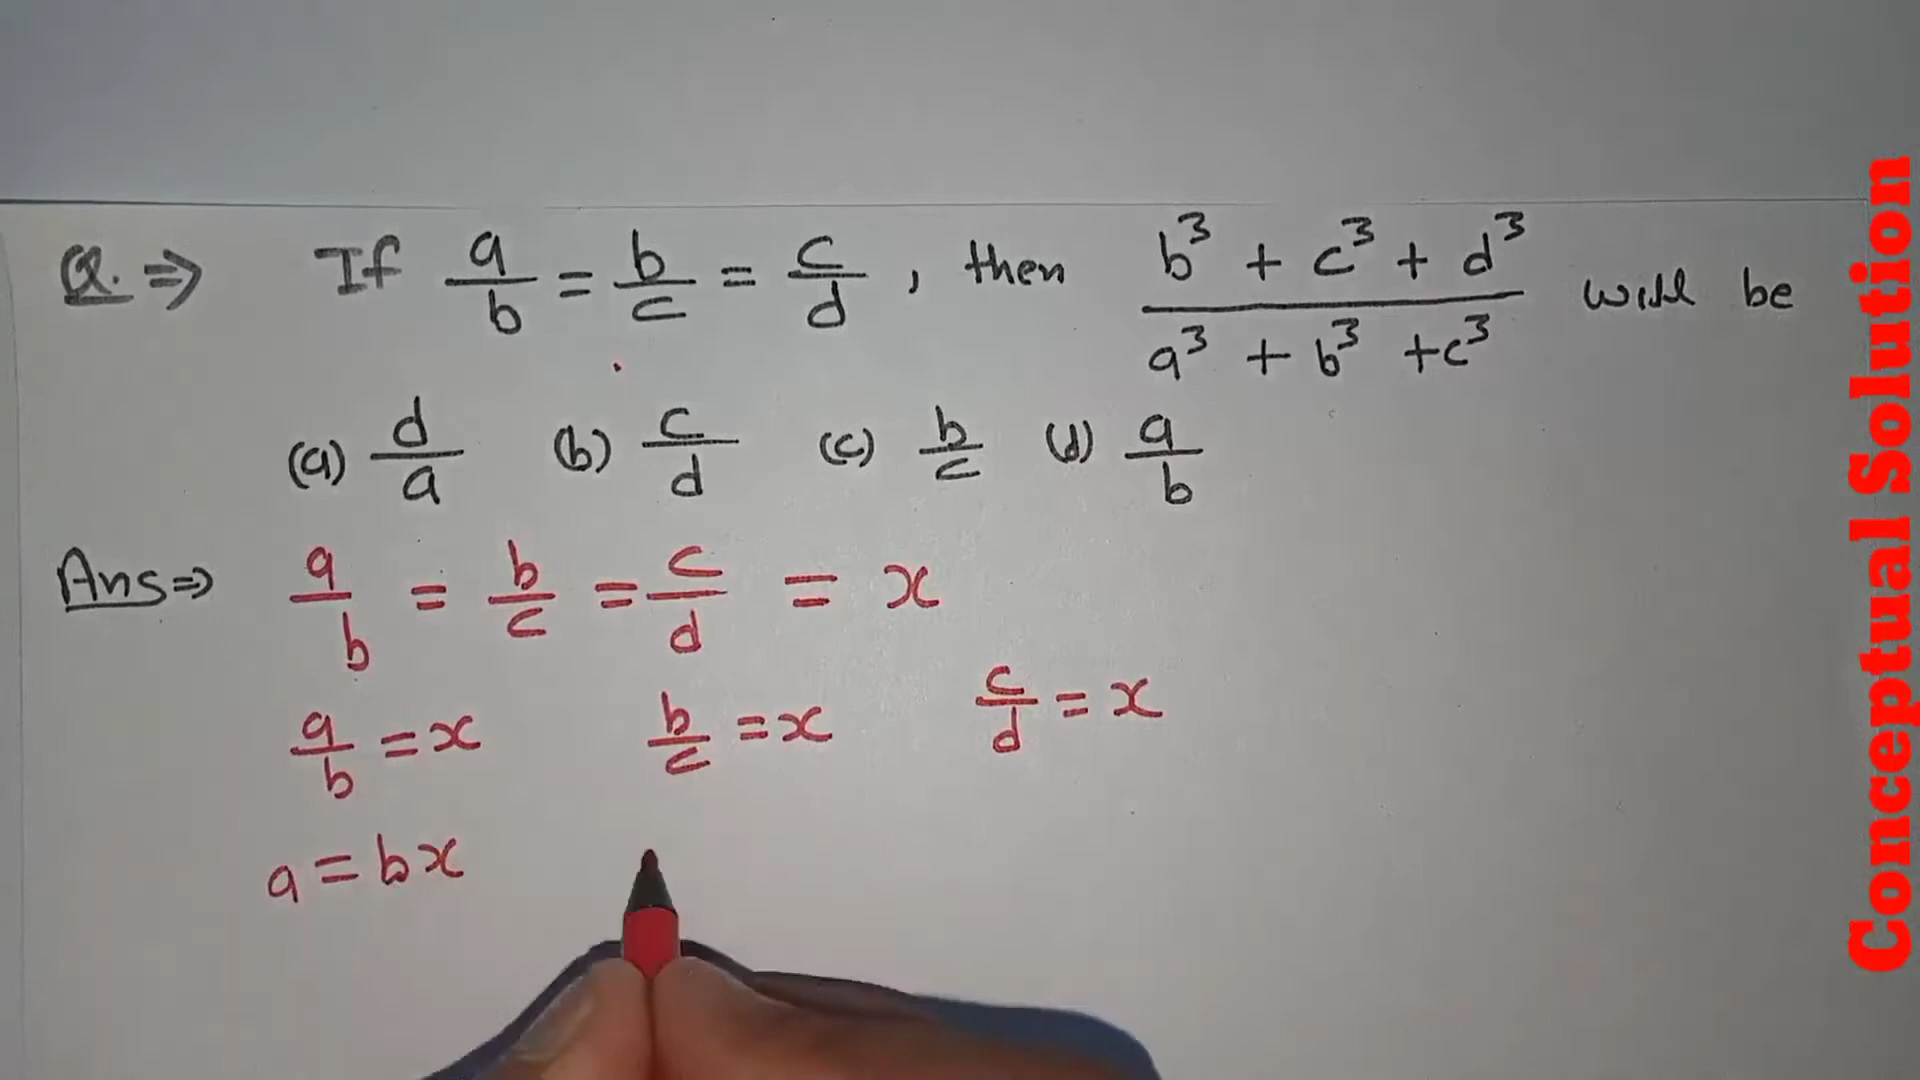 Q. ⇒ If a/b = b/c = c/d , then (b³ + c³ + d³)/(a³ + b³ + c³) will be
(a) d/a (b) c/d (c) b/c (d) a/b
Ans ⇒ a/b = b/c = c/d = x
a/b = x b/c = x c/d = x
a = bx
Conceptual Solution